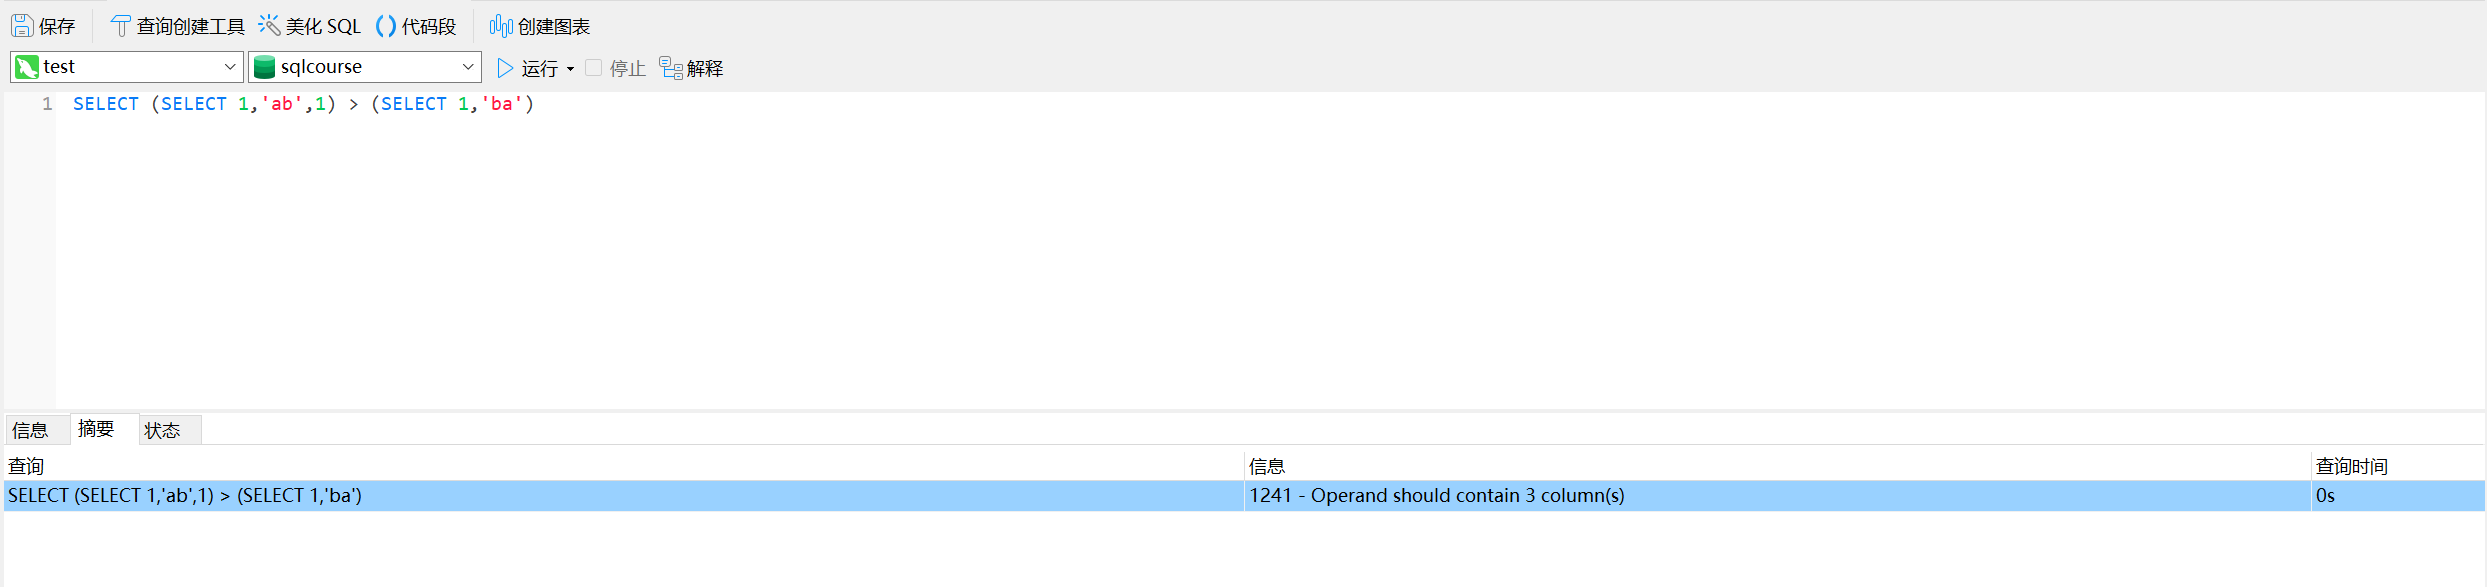 保存 查询创建工具 美化 SQL 代码段 创建图表
test sqlcourse 运行 停止 解释
1 SELECT (SELECT 1,'ab',1) > (SELECT 1,'ba')
信息 摘要 状态
查询 信息 查询时间
SELECT (SELECT 1,'ab',1) > (SELECT 1,'ba') 1241 - Operand should contain 3 column(s) 0s